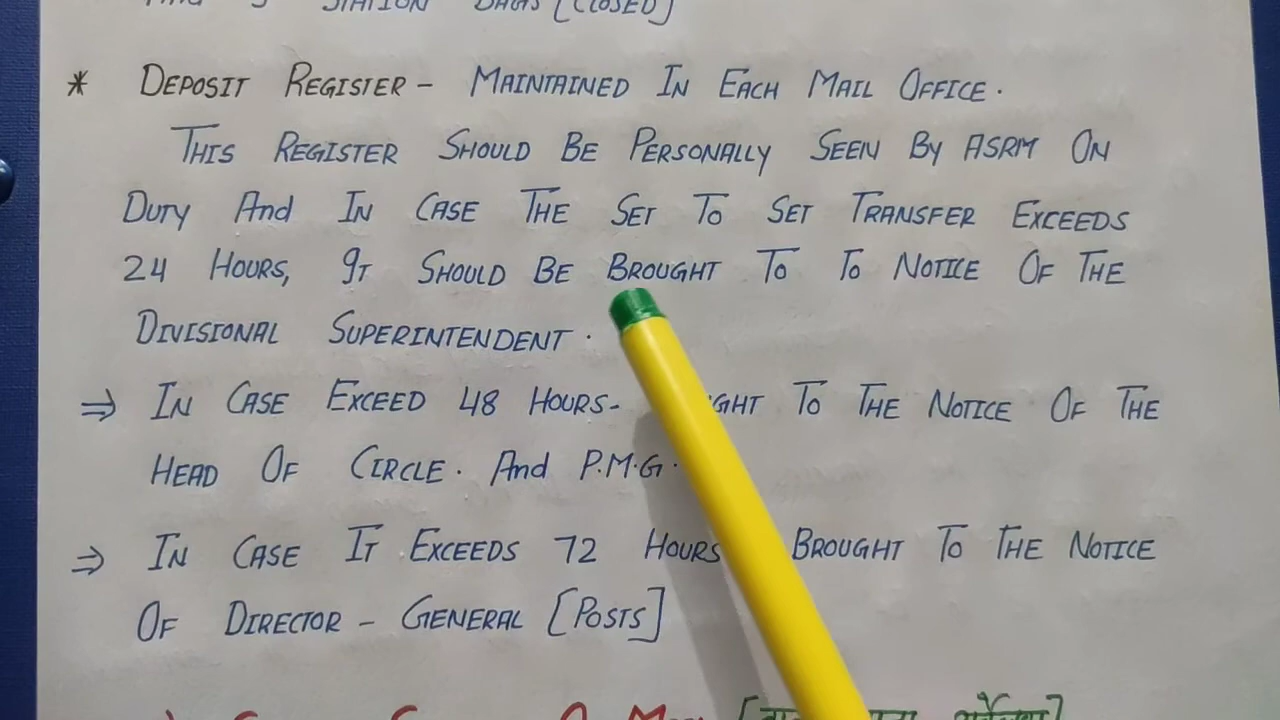 STATION BAGS [CLOSED]
* DEPOSIT REGISTER - MAINTAINED IN EACH MAIL OFFICE.
THIS REGISTER SHOULD BE PERSONALLY SEEN BY ASRM ON
DUTY AND IN CASE THE SET TO SET TRANSFER EXCEEDS
24 HOURS, IT SHOULD BE BROUGHT TO TO NOTICE OF THE
DIVISIONAL SUPERINTENDENT.
⇒ IN CASE EXCEED 48 HOURS- GHT TO THE NOTICE OF THE
HEAD OF CIRCLE. AND P.M.G.
⇒ IN CASE IT EXCEEDS 72 HOURS BROUGHT TO THE NOTICE
OF DIRECTOR - GENERAL [POSTS]